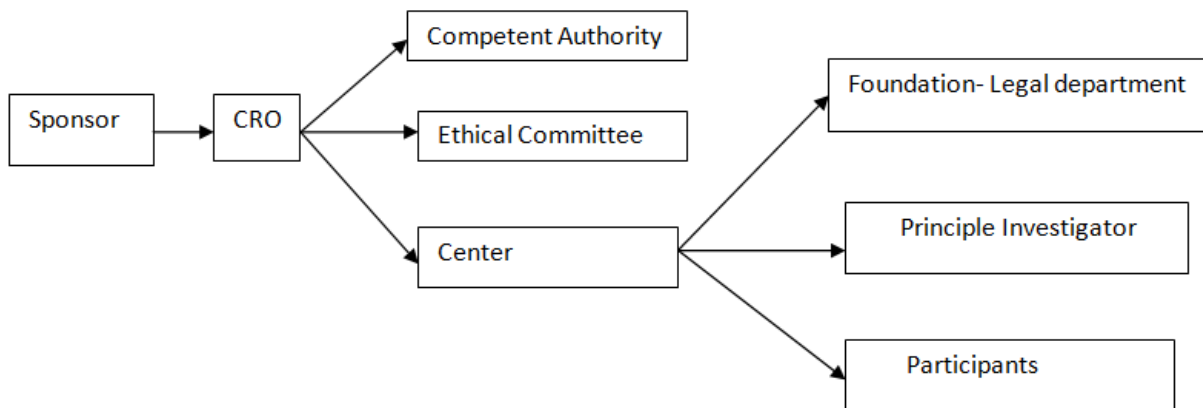 Sponsor
CRO
Competent Authority
Ethical Committee
Center
Foundation- Legal department
Principle Investigator
Participants